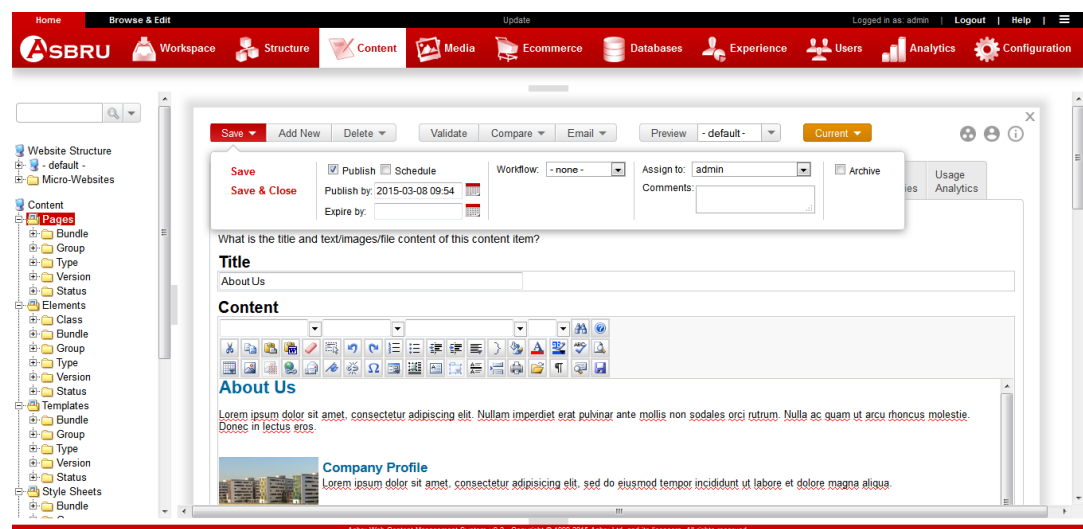 Home Browse & Edit Update Logged in as: admin | Logout | Help |
ASBRU Workspace Structure Content Media Ecommerce Databases Experience Users Analytics Configuration
X
Save Add New Delete Validate Compare Email Preview - default - Current
Save
Save & Close
Publish Schedule
Publish by: 2015-03-08 09:54
Expire by:
Workflow: - none -
Assign to: admin
Comments:
Archive
Usage
Analytics
Website Structure
- default -
Micro-Websites
Content
Pages
Bundle
Group
Type
Version
Status
Elements
Class
Bundle
Group
Type
Version
Status
Templates
Bundle
Group
Type
Version
Status
Style Sheets
Bundle
What is the title and text/images/file content of this content item?
Title
About Us
Content
About Us
Lorem ipsum dolor sit amet, consectetur adipiscing elit. Nullam imperdiet erat pulvinar ante mollis non sodales orci rutrum. Nulla ac quam ut arcu rhoncus molestie.
Donec in lectus eros.
Company Profile
Lorem ipsum dolor sit amet, consectetur adipisicing elit, sed do eiusmod tempor incididunt ut labore et dolore magna aliqua.